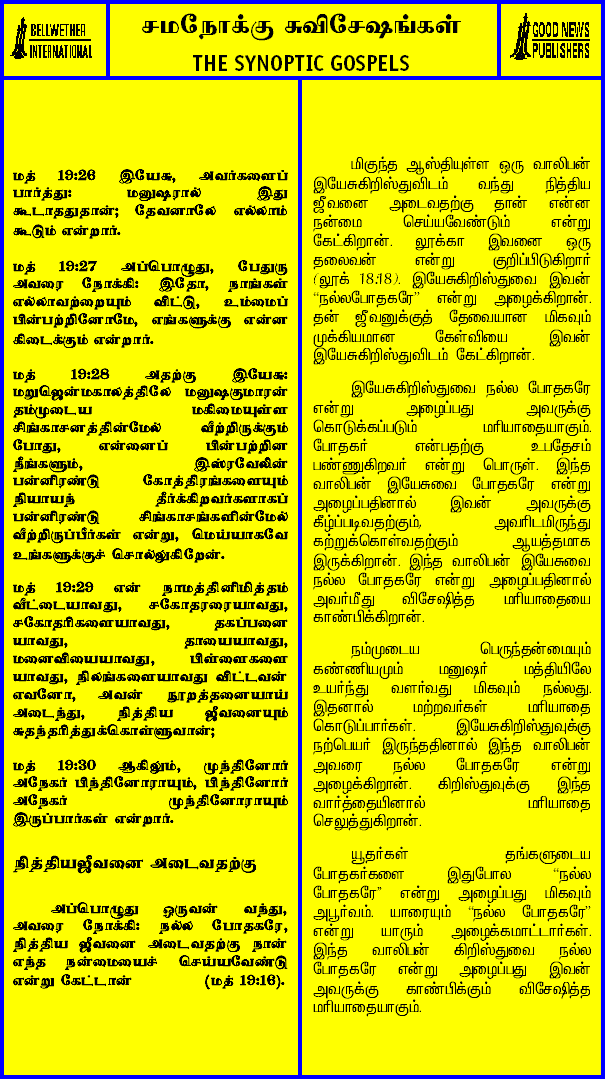 BELLWETHER
INTERNATIONAL
சமநோக்கு சுவிசேஷங்கள்
THE SYNOPTIC GOSPELS
GOOD NEWS
PUBLISHERS
மத் 19:26 இயேசு, அவர்களைப்
பார்த்து: மனுஷரால் இது
கூடாததுதான்; தேவனாலே எல்லாம்
கூடும் என்றார்.
மத் 19:27 அப்பொழுது, பேதுரு
அவரை நோக்கி: இதோ, நாங்கள்
எல்லாவற்றையும் விட்டு, உம்மைப்
பின்பற்றினோமே, எங்களுக்கு என்ன
கிடைக்கும் என்றார்.
மத் 19:28 அதற்கு இயேசு:
மறுஜென்மகாலத்திலே மனுஷகுமாரன்
தம்முடைய மகிமையுள்ள
சிங்காசனத்தின்மேல் வீற்றிருக்கும்
போது, என்னைப் பின்பற்றின
நீங்களும், இஸ்ரவேலின்
பன்னிரண்டு கோத்திரங்களையும்
நியாயந் தீர்க்கிறவர்களாகப்
பன்னிரண்டு சிங்காசங்களின்மேல்
வீற்றிருப்பீர்கள் என்று, மெய்யாகவே
உங்களுக்குச் சொல்லுகிறேன்.
மத் 19:29 என் நாமத்தினிமித்தம்
வீட்டையாவது, சகோதரரையாவது,
சகோதரிகளையாவது, தகப்பனை
யாவது, தாயையாவது,
மனைவியையாவது, பிள்ளைகளை
யாவது, நிலங்களையாவது விட்டவன்
எவனோ, அவன் நூறத்தனையாய்
அடைந்து, நித்திய ஜீவனையும்
சுதந்தரித்துக்கொள்ளுவான்;
மத் 19:30 ஆகிலும், முந்தினோர்
அநேகர் பிந்தினோராயும், பிந்தினோர்
அநேகர் முந்தினோராயும்
இருப்பார்கள் என்றார்.
நித்தியஜீவனை அடைவதற்கு
அப்பொழுது ஒருவன் வந்து,
அவரை நோக்கி: நல்ல போதகரே,
நித்திய ஜீவனை அடைவதற்கு நான்
எந்த நன்மையைச் செய்யவேண்டு
என்று கேட்டான் (மத் 19:16).
மிகுந்த ஆஸ்தியுள்ள ஒரு வாலிபன்
இயேசுகிறிஸ்துவிடம் வந்து நித்திய
ஜீவனை அடைவதற்கு தான் என்ன
நன்மை செய்யவேண்டும் என்று
கேட்கிறான். லூக்கா இவனை ஒரு
தலைவன் என்று குறிப்பிடுகிறார்
(லூக் 18:18). இயேசுகிறிஸ்துவை இவன்
“நல்லபோதகரே” என்று அழைக்கிறான்.
தன் ஜீவனுக்குத் தேவையான மிகவும்
முக்கியமான கேள்வியை இவன்
இயேசுகிறிஸ்துவிடம் கேட்கிறான்.
இயேசுகிறிஸ்துவை நல்ல போதகரே
என்று அழைப்பது அவருக்கு
கொடுக்கப்படும் மரியாதையாகும்.
போதகர் என்பதற்கு உபதேசம்
பண்ணுகிறவர் என்று பொருள். இந்த
வாலிபன் இயேசுவை போதகரே என்று
அழைப்பதினால் இவன் அவருக்கு
கீழ்ப்படிவதற்கும், அவரிடமிருந்து
கற்றுக்கொள்வதற்கும் ஆயத்தமாக
இருக்கிறான். இந்த வாலிபன் இயேசுவை
நல்ல போதகரே என்று அழைப்பதினால்
அவர்மீது விசேஷித்த மரியாதையை
காண்பிக்கிறான்.
நம்முடைய பெருந்தன்மையும்
கண்ணியமும் மனுஷர் மத்தியிலே
உயர்ந்து வளர்வது மிகவும் நல்லது.
இதனால் மற்றவர்கள் மரியாதை
கொடுப்பார்கள். இயேசுகிறிஸ்துவுக்கு
நற்பெயர் இருந்ததினால் இந்த வாலிபன்
அவரை நல்ல போதகரே என்று
அழைக்கிறான். கிறிஸ்துவுக்கு இந்த
வார்த்தையினால் மரியாதை
செலுத்துகிறான்.
யூதர்கள் தங்களுடைய
போதகர்களை இதுபோல “நல்ல
போதகரே” என்று அழைப்பது மிகவும்
அபூர்வம். யாரையும் “நல்ல போதகரே”
என்று யாரும் அழைக்கமாட்டார்கள்.
இந்த வாலிபன் கிறிஸ்துவை நல்ல
போதகரே என்று அழைப்பது இவன்
அவருக்கு காண்பிக்கும் விசேஷித்த
மரியாதையாகும்.